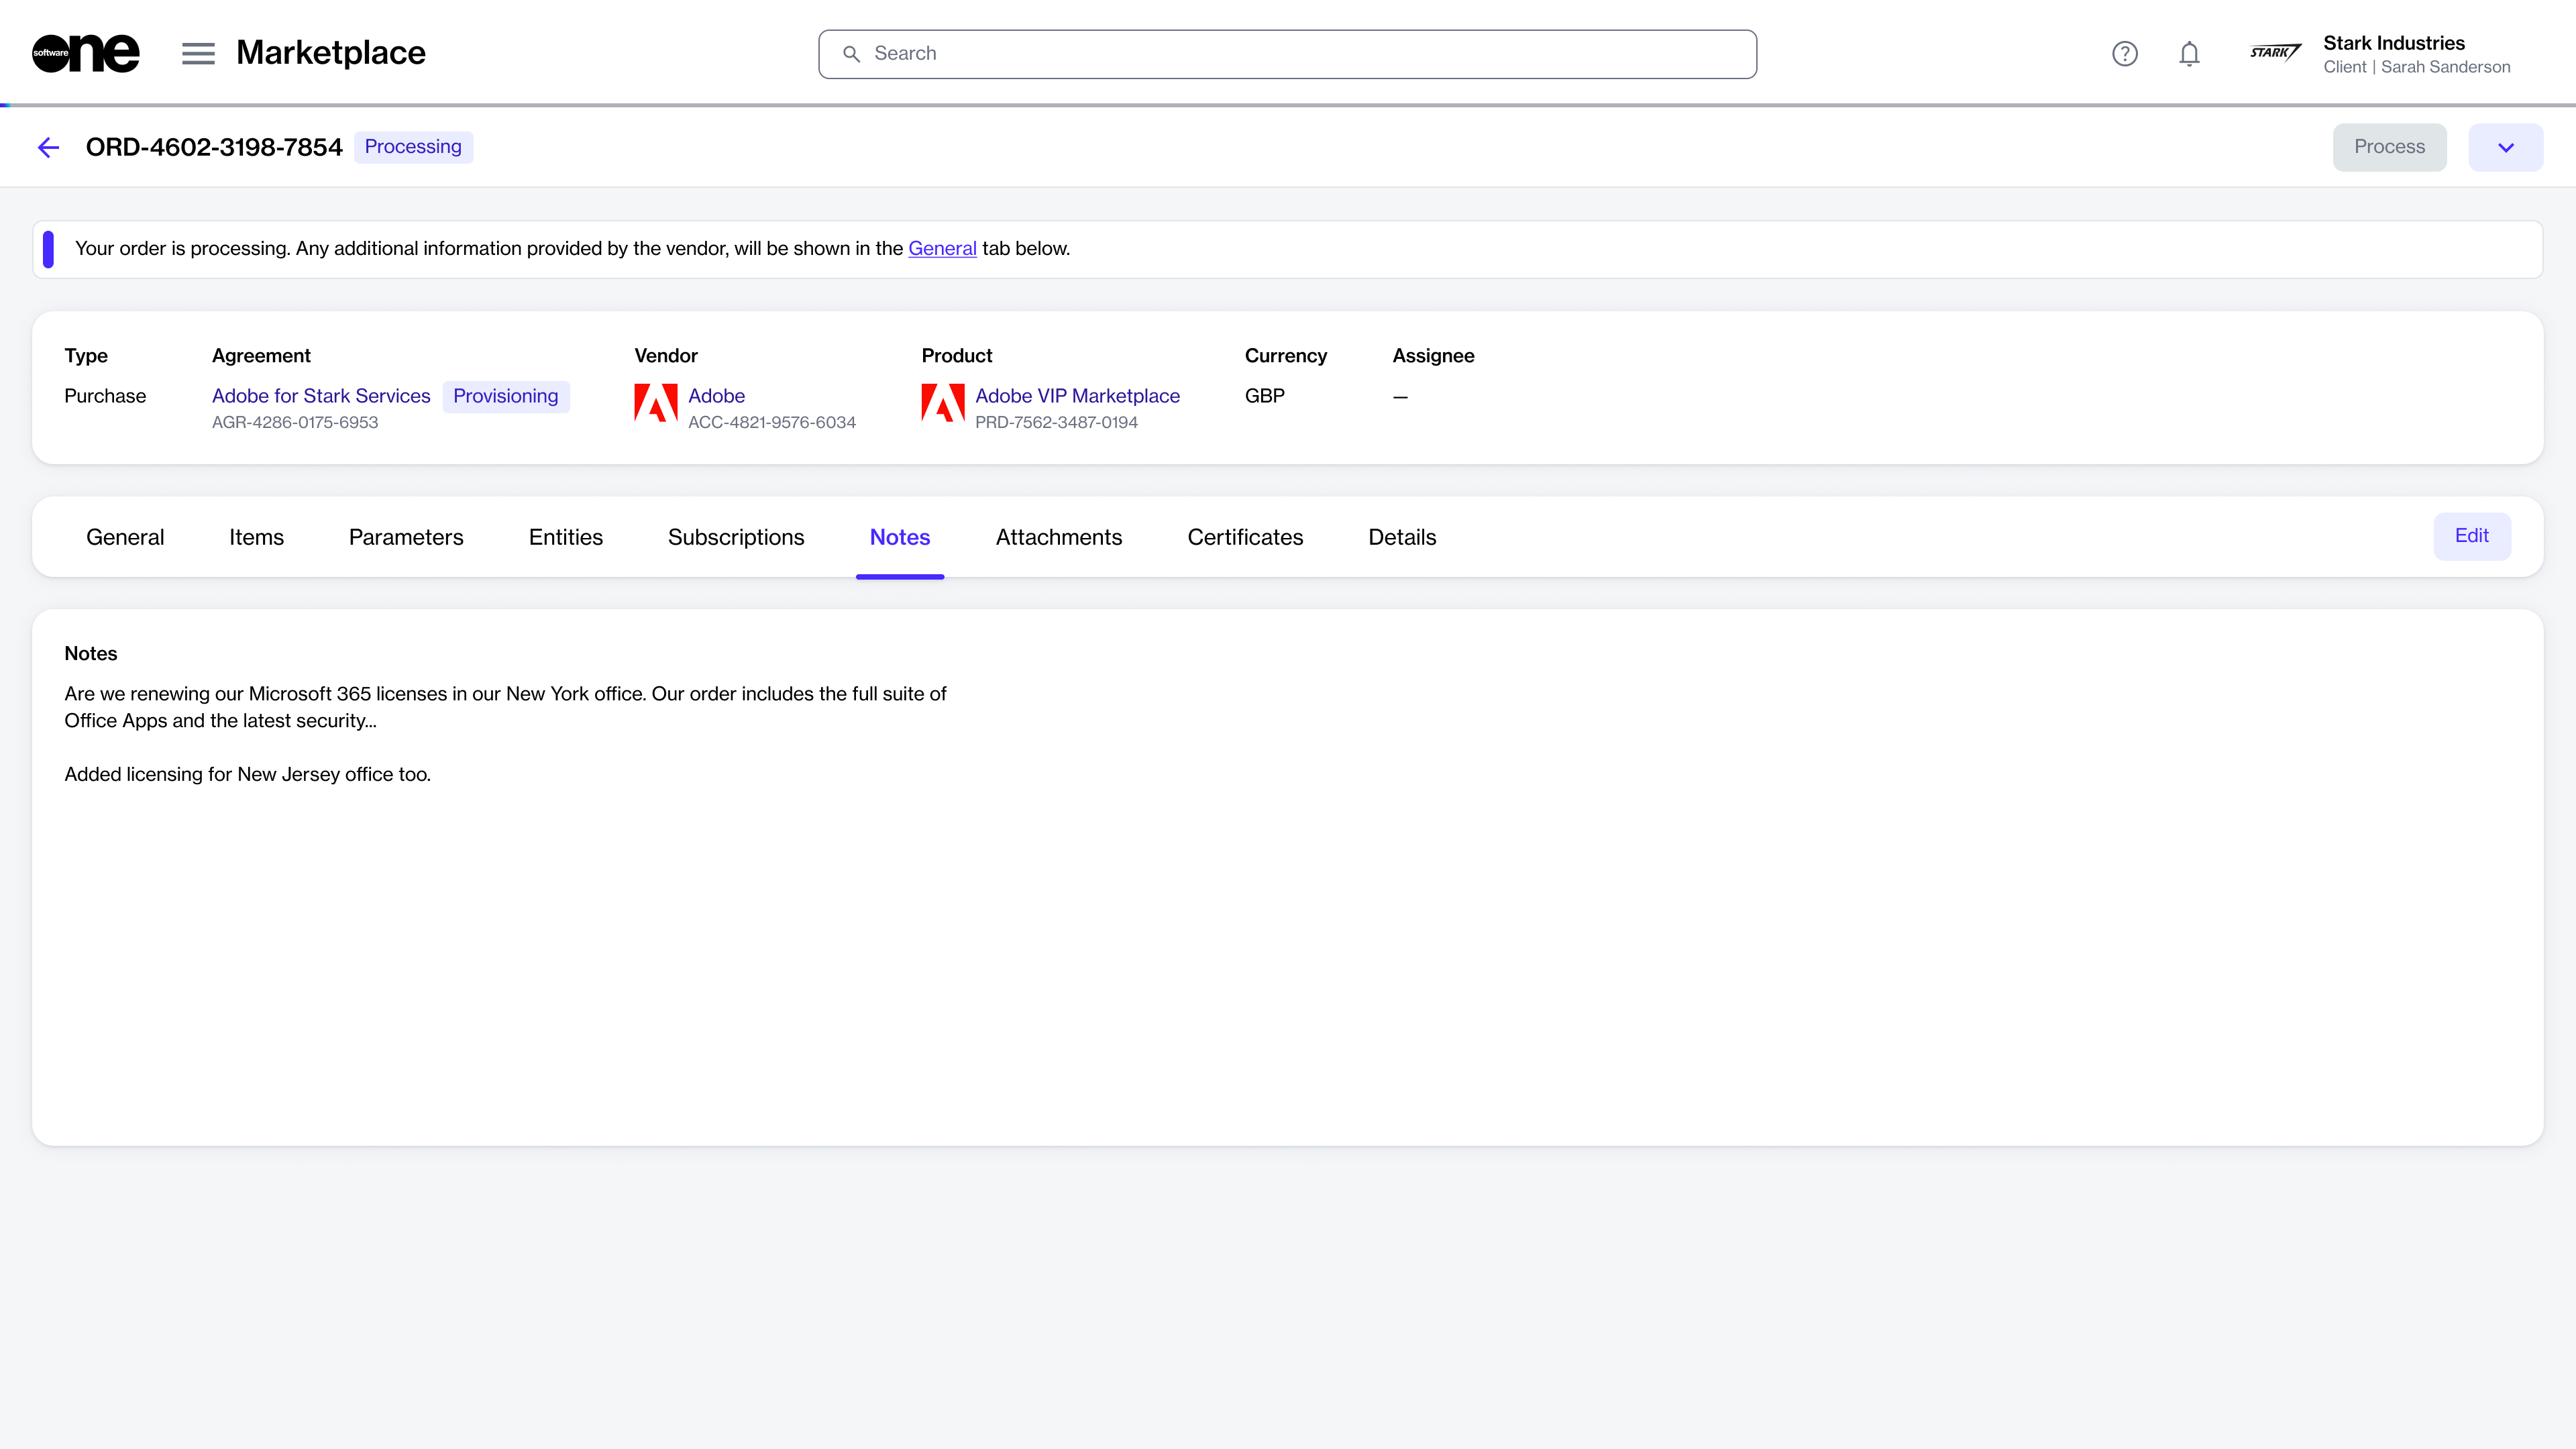 software one
Marketplace
Search
STARK
Stark Industries
Client | Sarah Sanderson
ORD-4602-3198-7854
Processing
Process
Your order is processing. Any additional information provided by the vendor, will be shown in the General tab below.
Type
Agreement
Vendor
Product
Currency
Assignee
Purchase
Adobe for Stark Services
Provisioning
AGR-4286-0175-6953
Adobe
ACC-4821-9576-6034
Adobe VIP Marketplace
PRD-7562-3487-0194
GBP
—
General
Items
Parameters
Entities
Subscriptions
Notes
Attachments
Certificates
Details
Edit
Notes
Are we renewing our Microsoft 365 licenses in our New York office. Our order includes the full suite of
Office Apps and the latest security...
Added licensing for New Jersey office too.